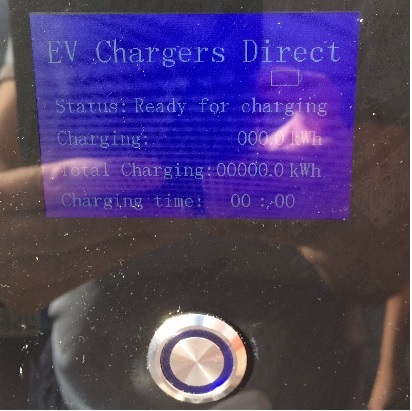 EV Chargers Direct
Status: Ready for charging
Charging: 000.0 kWh
Total Charging:00000.0 kWh
Charging time: 00 : 00